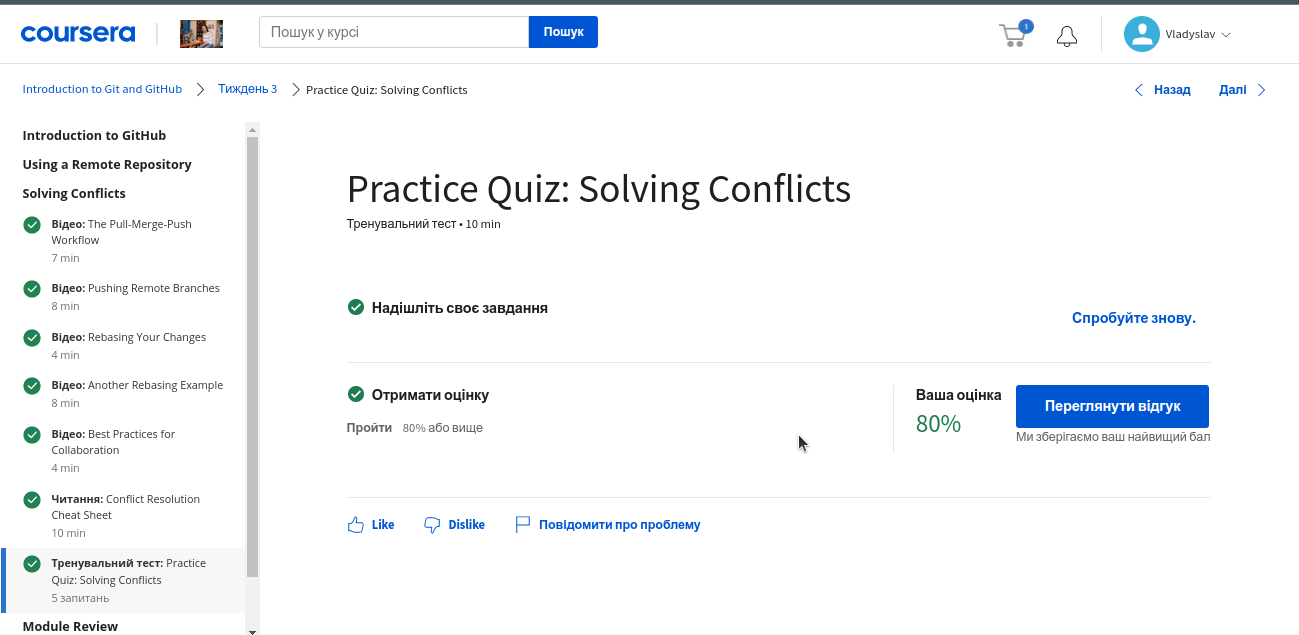 coursera
Пошук у курсі
Пошук
1
Vladyslav
Introduction to Git and GitHub
Тиждень 3
Practice Quiz: Solving Conflicts
Назад
Далі
Introduction to GitHub
Using a Remote Repository
Solving Conflicts
Відео: The Pull-Merge-Push
Workflow
7 min
Відео: Pushing Remote Branches
8 min
Відео: Rebasing Your Changes
4 min
Відео: Another Rebasing Example
8 min
Відео: Best Practices for
Collaboration
4 min
Читання: Conflict Resolution
Cheat Sheet
10 min
Тренувальний тест: Practice
Quiz: Solving Conflicts
5 запитань
Module Review
Practice Quiz: Solving Conflicts
Тренувальний тест • 10 min
Надішліть своє завдання
Спробуйте знову.
Отримати оцінку
Пройти 80% або вище
Ваша оцінка
80%
Переглянути відгук
Ми зберігаємо ваш найвищий бал
Like
Dislike
Повідомити про проблему